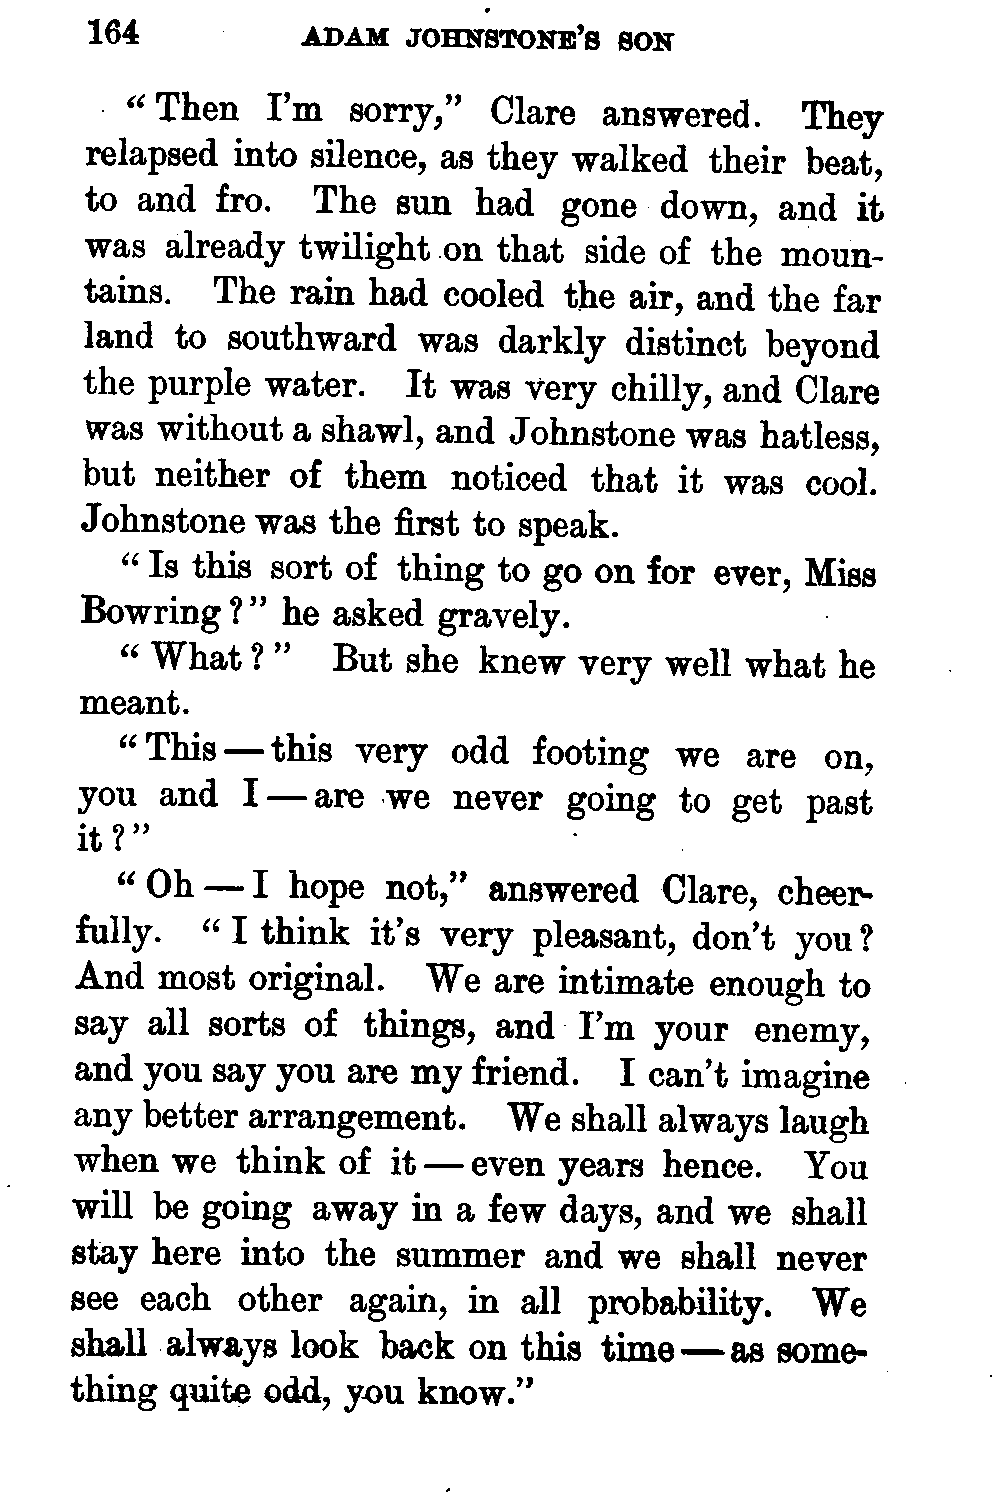 164 ADAM JOHNSTONE'S SON
"Then I'm sorry," Clare answered. They
relapsed into silence, as they walked their beat,
to and fro. The sun had gone down, and it
was already twilight on that side of the moun-
tains. The rain had cooled the air, and the far
land to southward was darkly distinct beyond
the purple water. It was very chilly, and Clare
was without a shawl, and Johnstone was hatless,
but neither of them noticed that it was cool.
Johnstone was the first to speak.
"Is this sort of thing to go on for ever, Miss
Bowring?" he asked gravely.
"What?" But she knew very well what he
meant.
"This—this very odd footing we are on,
you and I—are we never going to get past
it?"
"Oh—I hope not," answered Clare, cheer-
fully. "I think it's very pleasant, don't you?
And most original. We are intimate enough to
say all sorts of things, and I'm your enemy,
and you say you are my friend. I can't imagine
any better arrangement. We shall always laugh
when we think of it—even years hence. You
will be going away in a few days, and we shall
stay here into the summer and we shall never
see each other again, in all probability. We
shall always look back on this time—as some-
thing quite odd, you know."